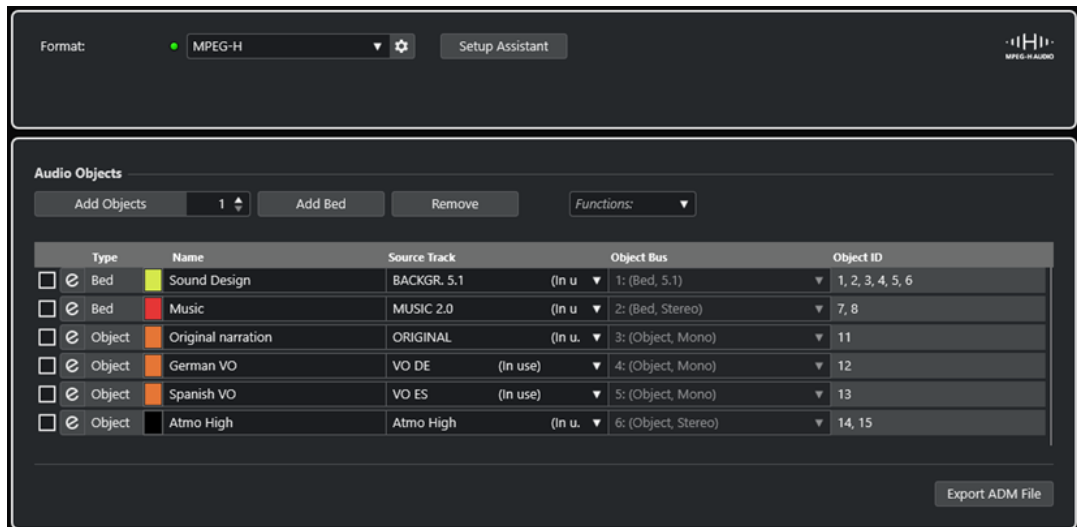 Format: MPEG-H Setup Assistant
MPEG-H AUDIO
Audio Objects
Add Objects 1 Add Bed Remove Functions:
Type Name Source Track Object Bus Object ID
e Bed Sound Design BACKGR. 5.1 (In u 1: (Bed, 5.1) 1, 2, 3, 4, 5, 6
e Bed Music MUSIC 2.0 (In u 2: (Bed, Stereo) 7, 8
e Object Original narration ORIGINAL (In u. 3: (Object, Mono) 11
e Object German VO VO DE (In use) 4: (Object, Mono) 12
e Object Spanish VO VO ES (In use) 5: (Object, Mono) 13
e Object Atmo High Atmo High (In u. 6: (Object, Stereo) 14, 15
Export ADM File